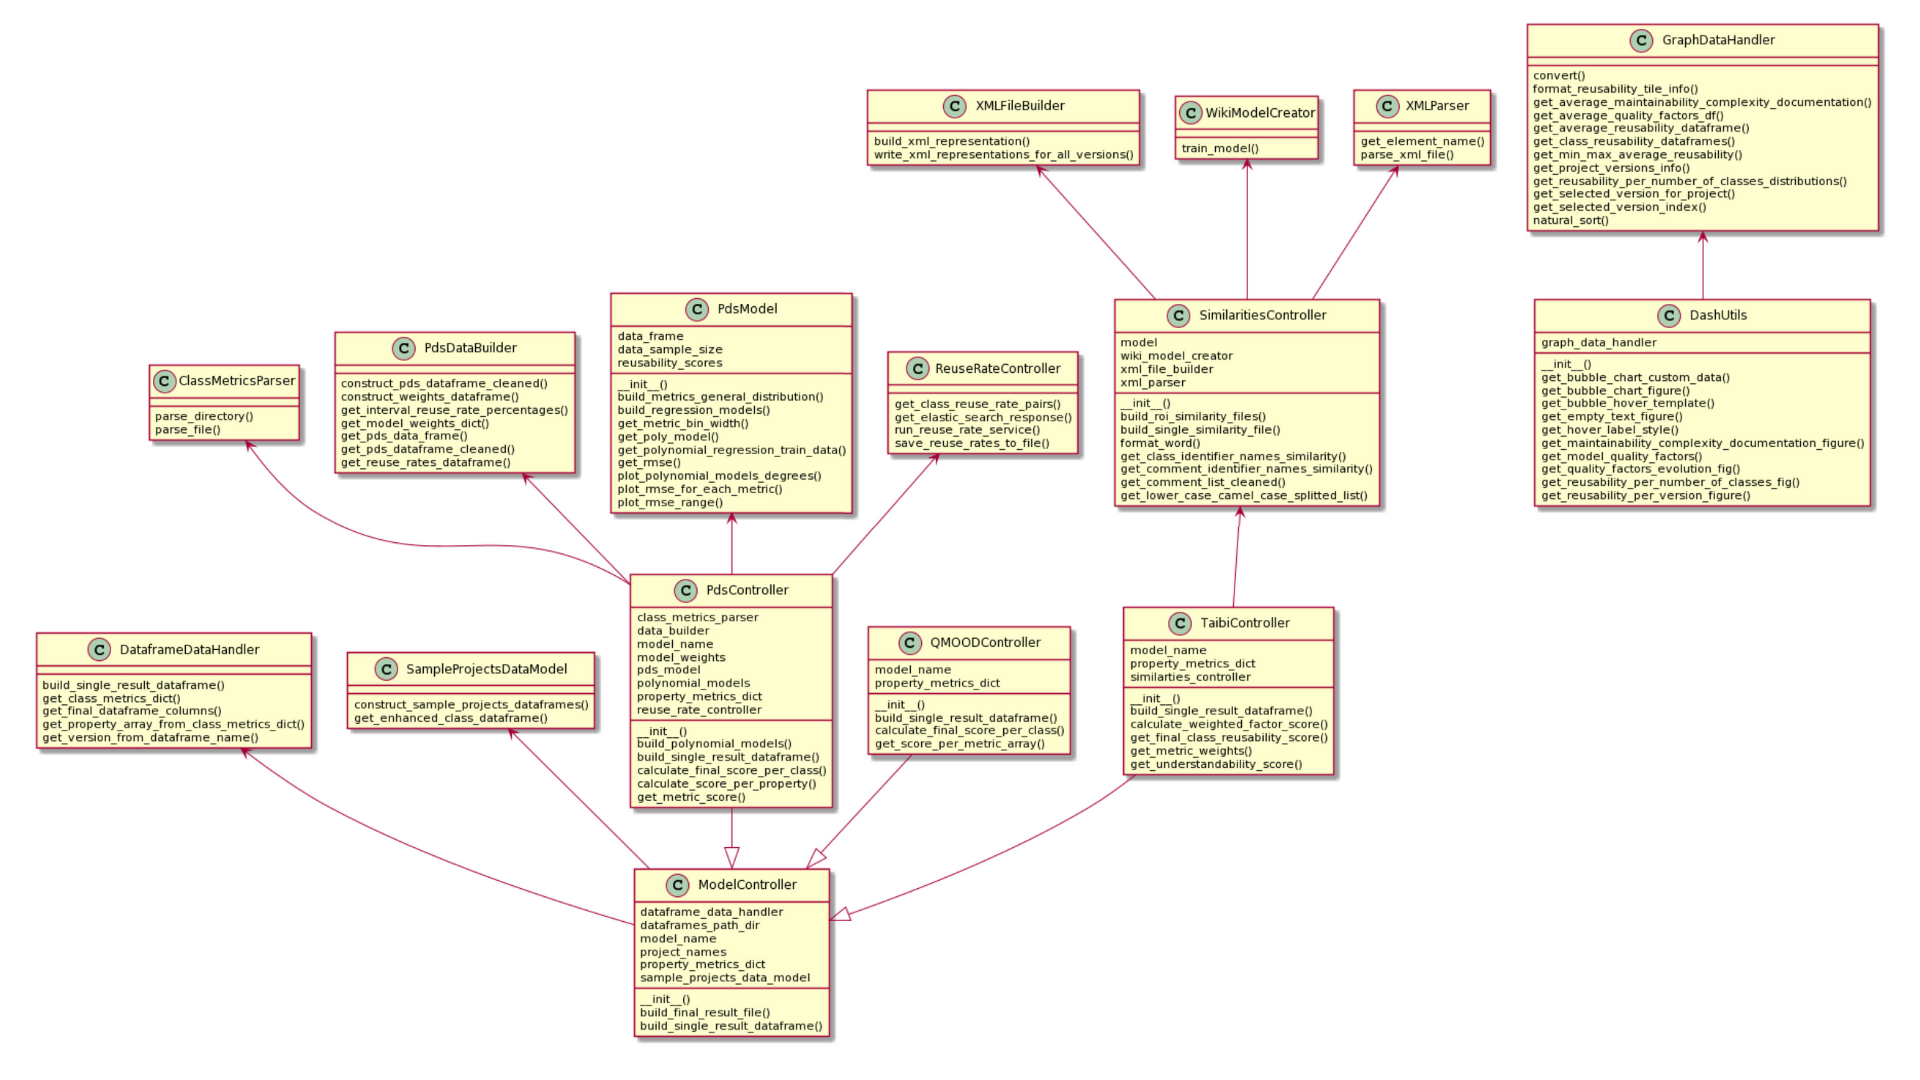 C GraphDataHandler
convert()
format_reusability_tile_info()
get_average_maintainability_complexity_documentation()
get_average_quality_factors_df()
get_average_reusability_dataframe()
get_class_reusability_dataframes()
get_min_max_average_reusability()
get_project_versions_info()
get_reusability_per_number_of_classes_distributions()
get_selected_version_for_project()
get_selected_version_index()
natural_sort()
C XMLFileBuilder
build_xml_representation()
write_xml_representations_for_all_versions()
C WikiModelCreator
train_model()
C XMLParser
get_element_name()
parse_xml_file()
C ClassMetricsParser
parse_directory()
parse_file()
C PdsDataBuilder
construct_pds_dataframe_cleaned()
construct_weights_dataframe()
get_interval_reuse_rate_percentages()
get_model_weights_dict()
get_pds_data_frame()
get_pds_dataframe_cleaned()
get_reuse_rates_dataframe()
C PdsModel
data_frame
data_sample_size
reusability_scores
__init__()
build_metrics_general_distribution()
build_regression_models()
get_metric_bin_width()
get_poly_model()
get_polynomial_regression_train_data()
get_rmse()
plot_polynomial_models_degrees()
plot_rmse_for_each_metric()
plot_rmse_range()
C ReuseRateController
get_class_reuse_rate_pairs()
get_elastic_search_response()
run_reuse_rate_service()
save_reuse_rates_to_file()
C SimilaritiesController
model
wiki_model_creator
xml_file_builder
xml_parser
__init__()
build_roi_similarity_files()
build_single_similarity_file()
format_word()
get_class_identifier_names_similarity()
get_comment_identifier_names_similarity()
get_comment_list_cleaned()
get_lower_case_camel_case_splitted_list()
C DashUtils
graph_data_handler
__init__()
get_bubble_chart_custom_data()
get_bubble_chart_figure()
get_bubble_hover_template()
get_empty_text_figure()
get_hover_label_style()
get_maintainability_complexity_documentation_figure()
get_model_quality_factors()
get_quality_factors_evolution_fig()
get_reusability_per_number_of_classes_fig()
get_reusability_per_version_figure()
C DataframeDataHandler
build_single_result_dataframe()
get_class_metrics_dict()
get_final_dataframe_columns()
get_property_array_from_class_metrics_dict()
get_version_from_dataframe_name()
C SampleProjectsDataModel
construct_sample_projects_dataframes()
get_enhanced_class_dataframe()
C PdsController
class_metrics_parser
data_builder
model_name
model_weights
pds_model
polynomial_models
property_metrics_dict
reuse_rate_controller
__init__()
build_polynomial_models()
build_single_result_dataframe()
calculate_final_score_per_class()
calculate_score_per_property()
get_metric_score()
C QMOODController
model_name
property_metrics_dict
__init__()
build_single_result_dataframe()
calculate_final_score_per_class()
get_score_per_metric_array()
C TaibiController
model_name
property_metrics_dict
similarties_controller
__init__()
build_single_result_dataframe()
calculate_weighted_factor_score()
get_final_class_reusability_score()
get_metric_weights()
get_understandability_score()
C ModelController
dataframe_data_handler
dataframes_path_dir
model_name
project_names
property_metrics_dict
sample_projects_data_model
__init__()
build_final_result_file()
build_single_result_dataframe()